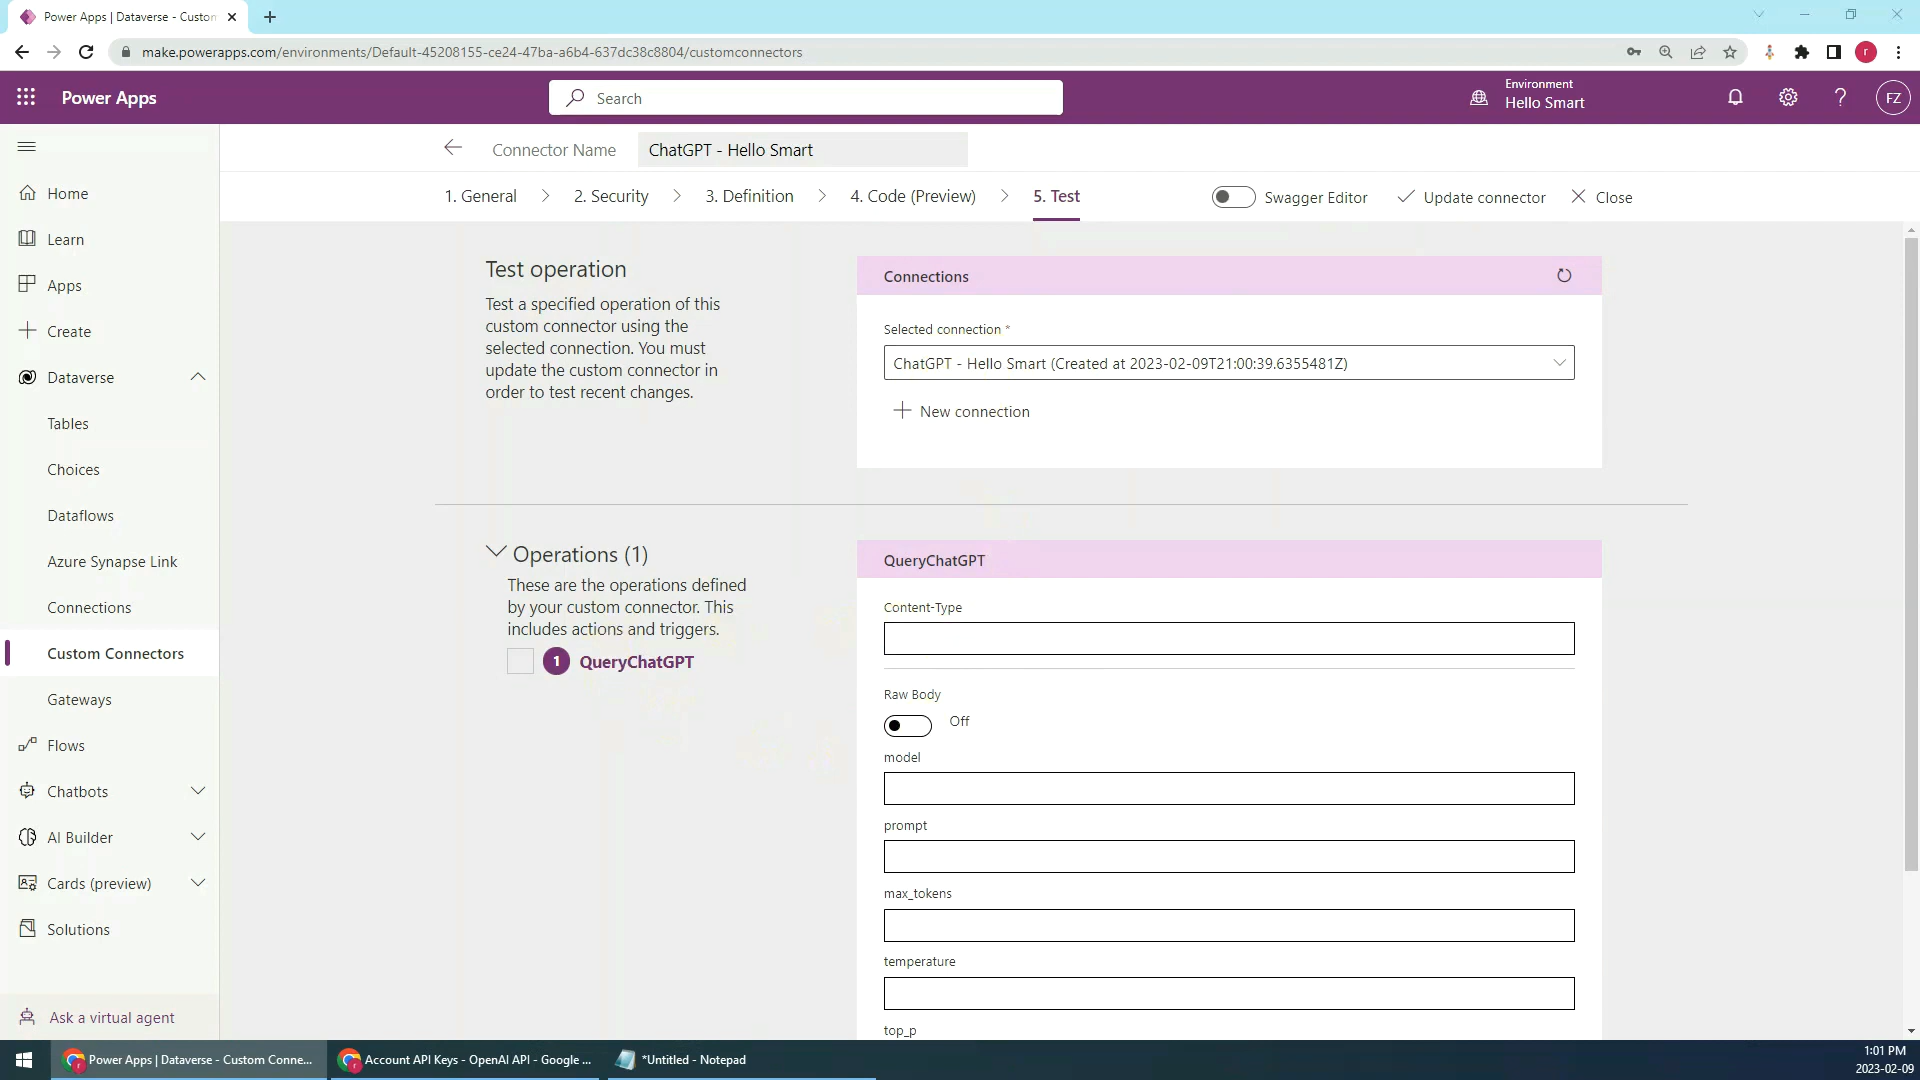 Power Apps | Dataverse - Custom
make.powerapps.com/environments/Default-45208155-ce24-47ba-a6b4-637dc38c8804/customconnectors
r
Power Apps
Search
Environment
Hello Smart
?
FZ
Connector Name
ChatGPT - Hello Smart
1. General
2. Security
3. Definition
4. Code (Preview)
5. Test
Swagger Editor
Update connector
Close
Home
Learn
Apps
Create
Dataverse
Tables
Choices
Dataflows
Azure Synapse Link
Connections
Custom Connectors
Gateways
Flows
Chatbots
AI Builder
Cards (preview)
Solutions
Ask a virtual agent
Test operation
Test a specified operation of this
custom connector using the
selected connection. You must
update the custom connector in
order to test recent changes.
Connections
Selected connection *
ChatGPT - Hello Smart (Created at 2023-02-09T21:00:39.6355481Z)
New connection
Operations (1)
These are the operations defined
by your custom connector. This
includes actions and triggers.
1 QueryChatGPT
QueryChatGPT
Content-Type
Raw Body
Off
model
prompt
max_tokens
temperature
top_p
Power Apps | Dataverse - Custom Conne...
Account API Keys - OpenAI API - Google ...
*Untitled - Notepad
1:01 PM
2023-02-09